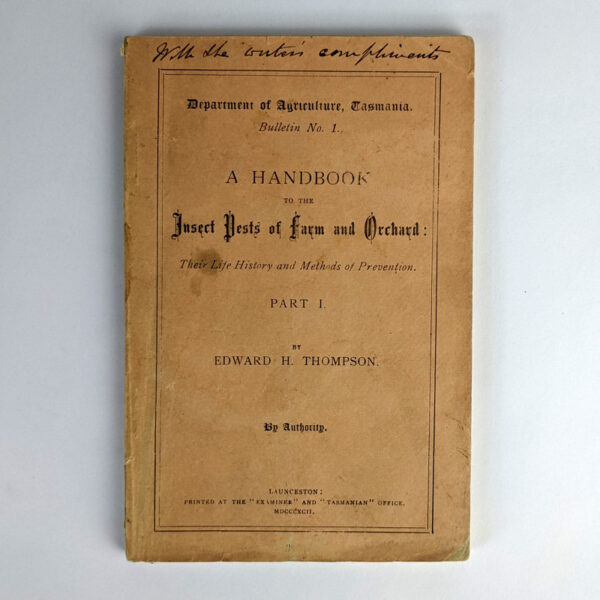 With the writer's compliments
Department of Agriculture, Tasmania.
Bulletin No. 1.
A HANDBOOK
TO THE
Insect Pests of Farm and Orchard:
Their Life History and Methods of Prevention.
PART I.
BY
EDWARD H. THOMPSON.
By Authority.
LAUNCESTON:
PRINTED AT THE "EXAMINER" AND "TASMANIAN" OFFICE.
MDCCCXCII.